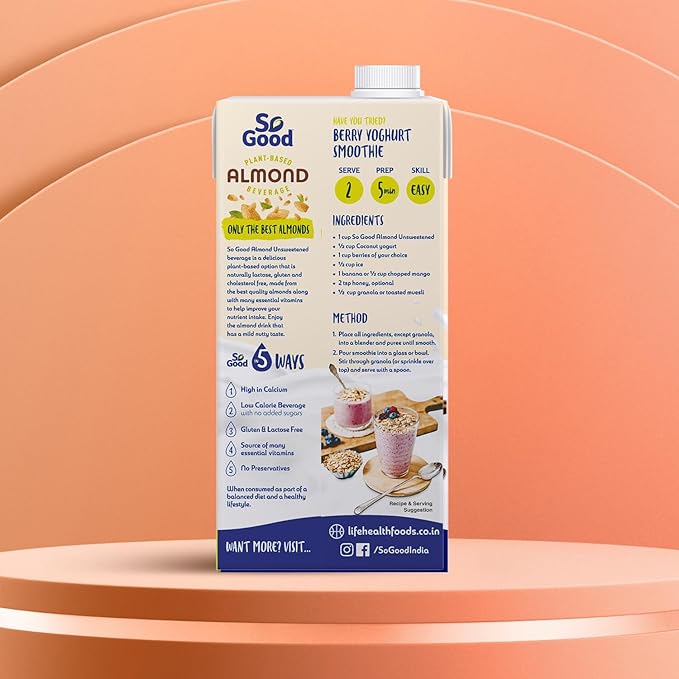 So
Good
PLANT-BASED
ALMOND
BEVERAGE
ONLY THE BEST ALMONDS
So Good Almond Unsweetened
beverage is a delicious
plant-based option that is
naturally lactose, gluten and
cholesterol free, made from
the best quality almonds along
with many essential vitamins
to help improve your
nutrient intake. Enjoy
the almond drink that
has a mild nutty taste.
So
Good 5 WAYS
1 High in Calcium
2 Low Calorie Beverage
with no added sugars
3 Gluten & Lactose Free
4 Source of many
essential vitamins
5 No Preservatives
When consumed as part of a
balanced diet and a healthy
lifestyle.
HAVE YOU TRIED?
BERRY YOGHURT
SMOOTHIE
SERVE PREP SKILL
2 5min EASY
INGREDIENTS
• 1 cup So Good Almond Unsweetened
• ½ cup Coconut yogurt
• 1 cup berries of your choice
• ½ cup ice
• 1 banana or ½ cup chopped mango
• 2 tsp honey, optional
• ½ cup granola or toasted muesli
METHOD
1. Place all ingredients, except granola,
into a blender and puree until smooth.
2. Pour smoothie into a glass or bowl.
Stir through granola (or sprinkle over
top) and serve with a spoon.
Recipe & Serving
Suggestion
WANT MORE? VISIT...
lifehealthfoods.co.in
/SoGoodIndia